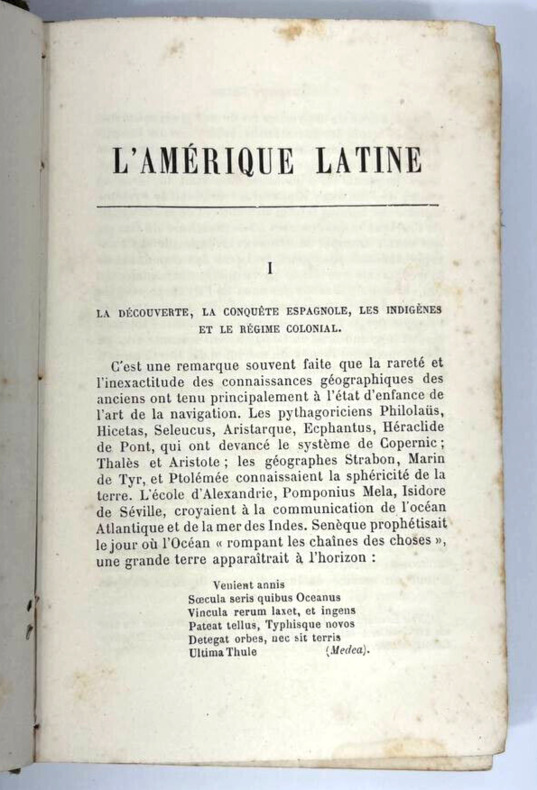 L'AMÉRIQUE LATINE
I
LA DÉCOUVERTE, LA CONQUÊTE ESPAGNOLE, LES INDIGÈNES
ET LE RÉGIME COLONIAL.
C'est une remarque souvent faite que la rareté et
l'inexactitude des connaissances géographiques des
anciens ont tenu principalement à l'état d'enfance de
l'art de la navigation. Les pythagoriciens Philolaüs,
Hicetas, Seleucus, Aristarque, Ecphantus, Héraclide
de Pont, qui ont devancé le système de Copernic ;
Thalès et Aristote ; les géographes Strabon, Marin
de Tyr, et Ptolémée connaissaient la sphéricité de la
terre. L'école d'Alexandrie, Pomponius Mela, Isidore
de Séville, croyaient à la communication de l'océan
Atlantique et de la mer des Indes. Senèque prophétisait
le jour où l'Océan « rompant les chaînes des choses »,
une grande terre apparaîtrait à l'horizon :
Venient annis
Sœcula seris quibus Oceanus
Vincula rerum laxet, et ingens
Pateat tellus, Typhisque novos
Detegat orbes, nec sit terris
Ultima Thule (Medea).